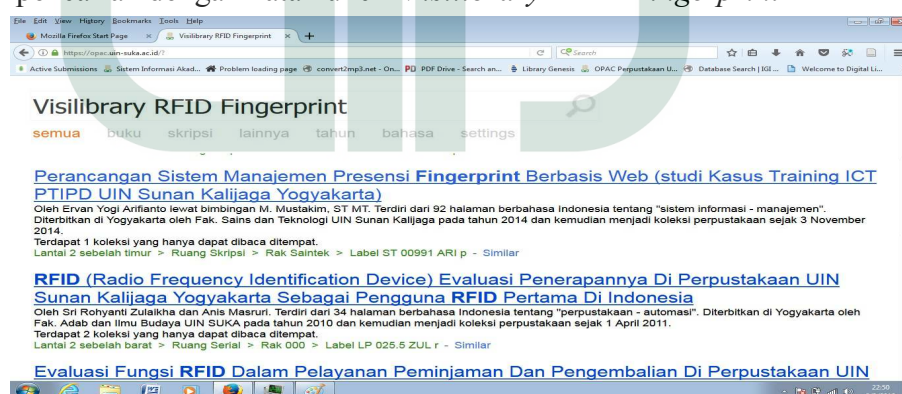 File Edit View History Bookmarks Tools Help
Mozilla Firefox Start Page × Visilibrary RFID Fingerprint × +
https://opac.uin-suka.ac.id/? Search
Active Submissions Sistem Informasi Akad... Problem loading page convert2mp3.net - On... PDF Drive - Search an... Library Genesis OPAC Perpustakaan U... Database Search | IGI ... Welcome to Digital Li...
Visilibrary RFID Fingerprint
semua buku skripsi lainnya tahun bahasa settings
Perancangan Sistem Manajemen Presensi Fingerprint Berbasis Web (studi Kasus Training ICT
PTIPD UIN Sunan Kalijaga Yogyakarta)
Oleh Ervan Yogi Arifianto lewat bimbingan M. Mustakim, ST MT. Terdiri dari 92 halaman berbahasa Indonesia tentang "sistem informasi - manajemen".
Diterbitkan di Yogyakarta oleh Fak. Sains dan Teknologi UIN Sunan Kalijaga pada tahun 2014 dan kemudian menjadi koleksi perpustakaan sejak 3 November
2014.
Terdapat 1 koleksi yang hanya dapat dibaca ditempat.
Lantai 2 sebelah timur > Ruang Skripsi > Rak Saintek > Label ST 00991 ARI p - Similar
RFID (Radio Frequency Identification Device) Evaluasi Penerapannya Di Perpustakaan UIN
Sunan Kalijaga Yogyakarta Sebagai Pengguna RFID Pertama Di Indonesia
Oleh Sri Rohyanti Zulaikha dan Anis Masruri. Terdiri dari 34 halaman berbahasa Indonesia tentang "perpustakaan - automasi". Diterbitkan di Yogyakarta oleh
Fak. Adab dan Ilmu Budaya UIN SUKA pada tahun 2010 dan kemudian menjadi koleksi perpustakaan sejak 1 April 2011.
Terdapat 2 koleksi yang hanya dapat dibaca ditempat.
Lantai 2 sebelah barat > Ruang Serial > Rak 000 > Label LP 025.5 ZUL r - Similar
Evaluasi Fungsi RFID Dalam Pelayanan Peminjaman Dan Pengembalian Di Perpustakaan UIN
22:50